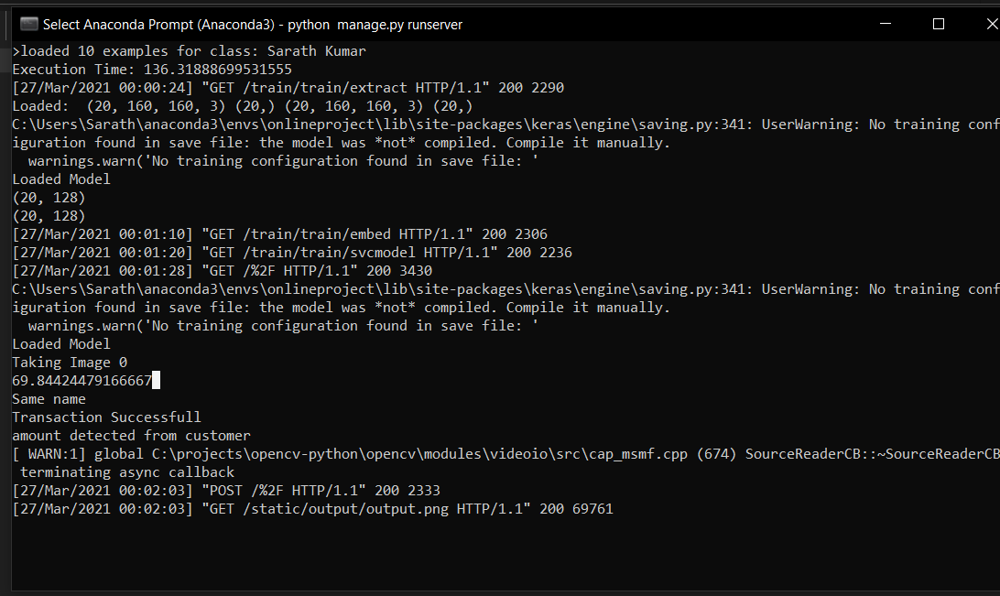 Select Anaconda Prompt (Anaconda3) - python  manage.py runserver
>loaded 10 examples for class: Sarath Kumar
Execution Time: 136.31888699531555
[27/Mar/2021 00:00:24] "GET /train/train/extract HTTP/1.1" 200 2290
Loaded:  (20, 160, 160, 3) (20,) (20, 160, 160, 3) (20,)
C:\Users\Sarath\anaconda3\envs\onlineproject\lib\site-packages\keras\engine\saving.py:341: UserWarning: No training conf
iguration found in save file: the model was *not* compiled. Compile it manually.
  warnings.warn('No training configuration found in save file: '
Loaded Model
(20, 128)
(20, 128)
[27/Mar/2021 00:01:10] "GET /train/train/embed HTTP/1.1" 200 2306
[27/Mar/2021 00:01:20] "GET /train/train/svcmodel HTTP/1.1" 200 2236
[27/Mar/2021 00:01:28] "GET /%2F HTTP/1.1" 200 3430
C:\Users\Sarath\anaconda3\envs\onlineproject\lib\site-packages\keras\engine\saving.py:341: UserWarning: No training conf
iguration found in save file: the model was *not* compiled. Compile it manually.
  warnings.warn('No training configuration found in save file: '
Loaded Model
Taking Image 0
69.84424479166667
Same name
Transaction Successfull
amount detected from customer
[ WARN:1] global C:\projects\opencv-python\opencv\modules\videoio\src\cap_msmf.cpp (674) SourceReaderCB::~SourceReaderCB
 terminating async callback
[27/Mar/2021 00:02:03] "POST /%2F HTTP/1.1" 200 2333
[27/Mar/2021 00:02:03] "GET /static/output/output.png HTTP/1.1" 200 69761